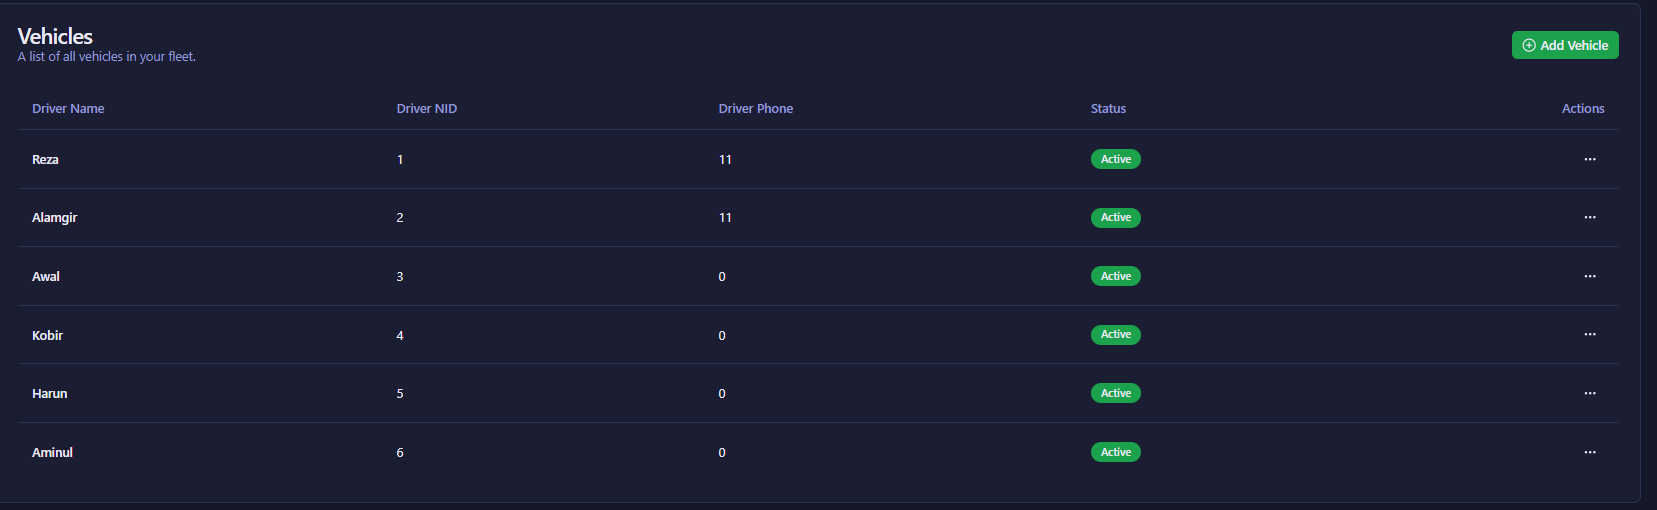 Vehicles
A list of all vehicles in your fleet.
Add Vehicle
Driver Name Driver NID Driver Phone Status Actions
Reza 1 11 Active ...
Alamgir 2 11 Active ...
Awal 3 0 Active ...
Kobir 4 0 Active ...
Harun 5 0 Active ...
Aminul 6 0 Active ...